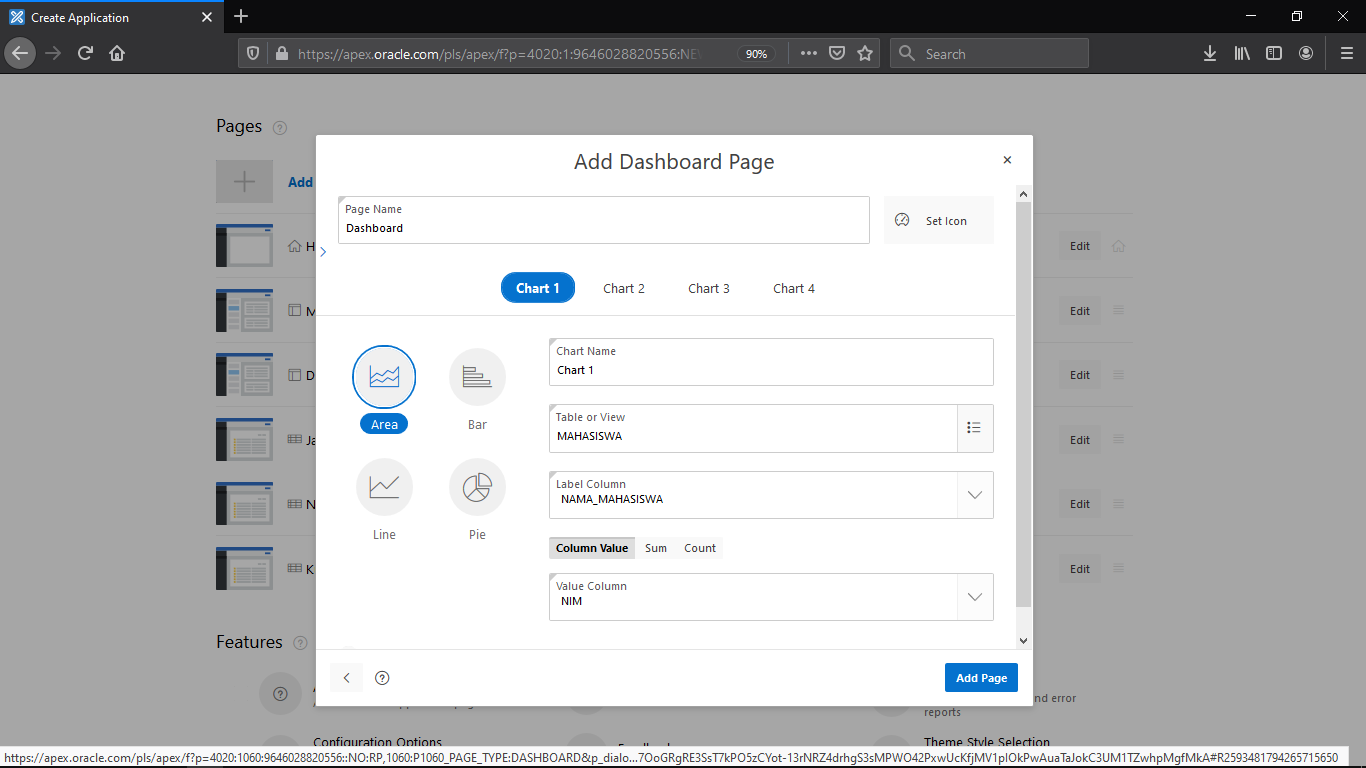 Create Application
https://apex.oracle.com/pls/apex/f?p=4020:1:9646028820556:NE
90%
Search
Pages
Add
Add Dashboard Page
Page Name
Dashboard
Set Icon
H
Edit
Chart 1
Chart 2
Chart 3
Chart 4
M
Edit
Chart Name
Chart 1
D
Edit
Area
Bar
Table or View
MAHASISWA
Ja
Edit
Label Column
NAMA_MAHASISWA
N
Edit
Line
Pie
Column Value
Sum
Count
K
Edit
Value Column
NIM
Features
Add Page
nd error
reports
Configuration Options
Theme Style Selection
https://apex.oracle.com/pls/apex/f?p=4020:1060:9646028820556::NO:RP,1060:P1060_PAGE_TYPE:DASHBOARD&p_dialo...7OoGRgRE3SsT7kPO5zCYot-13rNRZ4drhgS3sMPWO42PxwUcKfjMV1pIOkPwAuaTaJokC3UM1TZwhpMgfMkA#R2593481794265715650